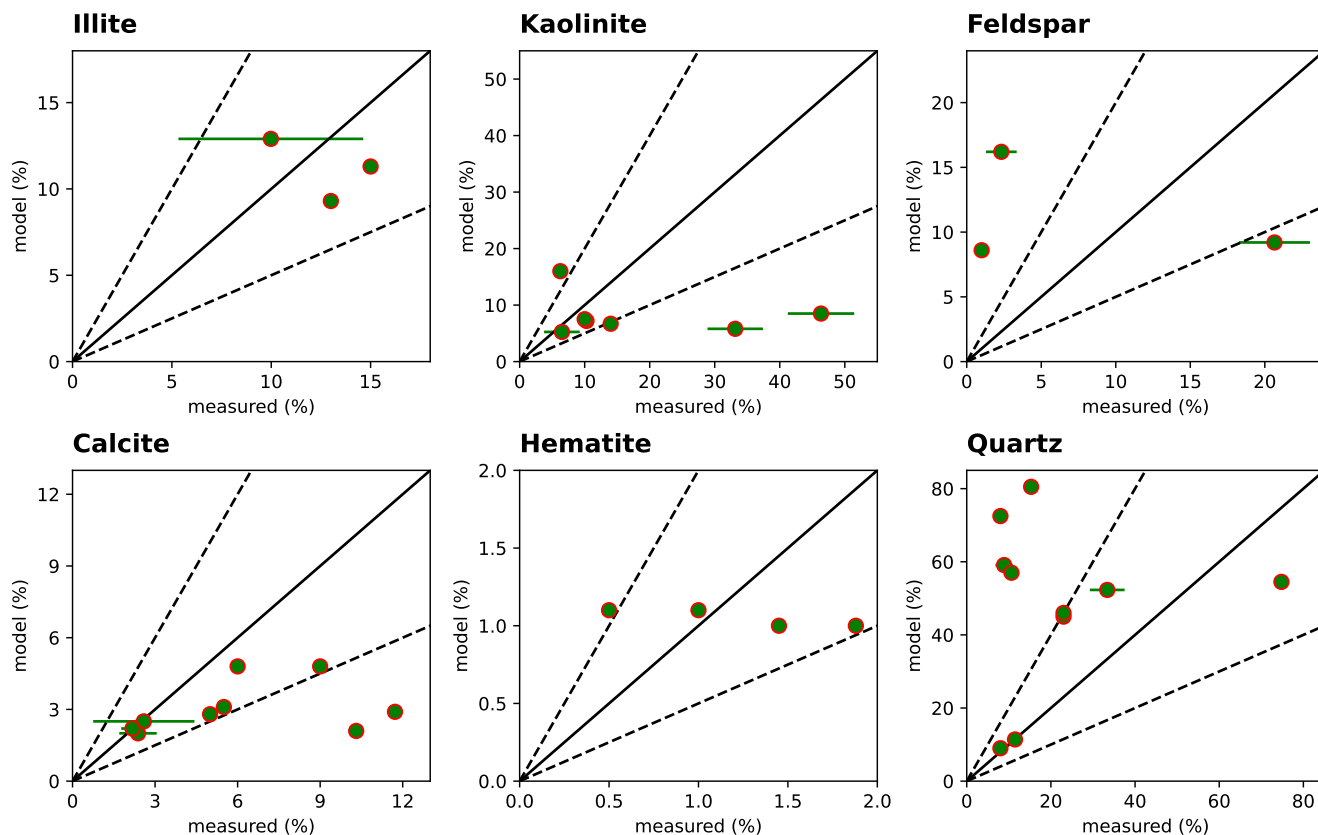 Illite Kaolinite Feldspar
15
10
5
0
model (%)
0 5 10 15
measured (%)
50
40
30
20
10
0
model (%)
0 10 20 30 40 50
measured (%)
20
15
10
5
0
model (%)
0 5 10 15 20
measured (%)
Calcite Hematite Quartz
12
9
6
3
0
model (%)
0 3 6 9 12
measured (%)
2.0
1.5
1.0
0.5
0.0
model (%)
0.0 0.5 1.0 1.5 2.0
measured (%)
80
60
40
20
0
model (%)
0 20 40 60 80
measured (%)